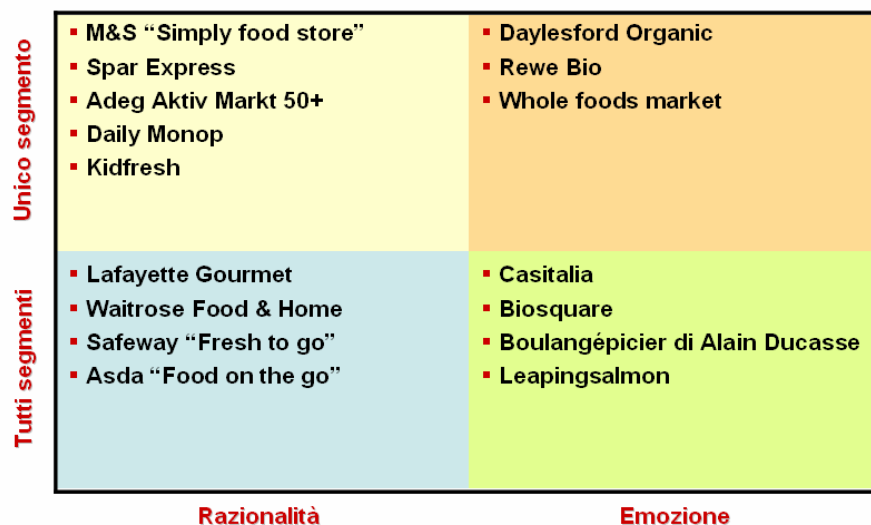 Unico segmento
M&S “Simply food store”
Spar Express
Adeg Aktiv Markt 50+
Daily Monop
Kidfresh
Daylesford Organic
Rewe Bio
Whole foods market
Tutti segmenti
Lafayette Gourmet
Waitrose Food & Home
Safeway “Fresh to go”
Asda “Food on the go”
Casitalia
Biosquare
Boulangépicier di Alain Ducasse
Leapingsalmon
Razionalità
Emozione